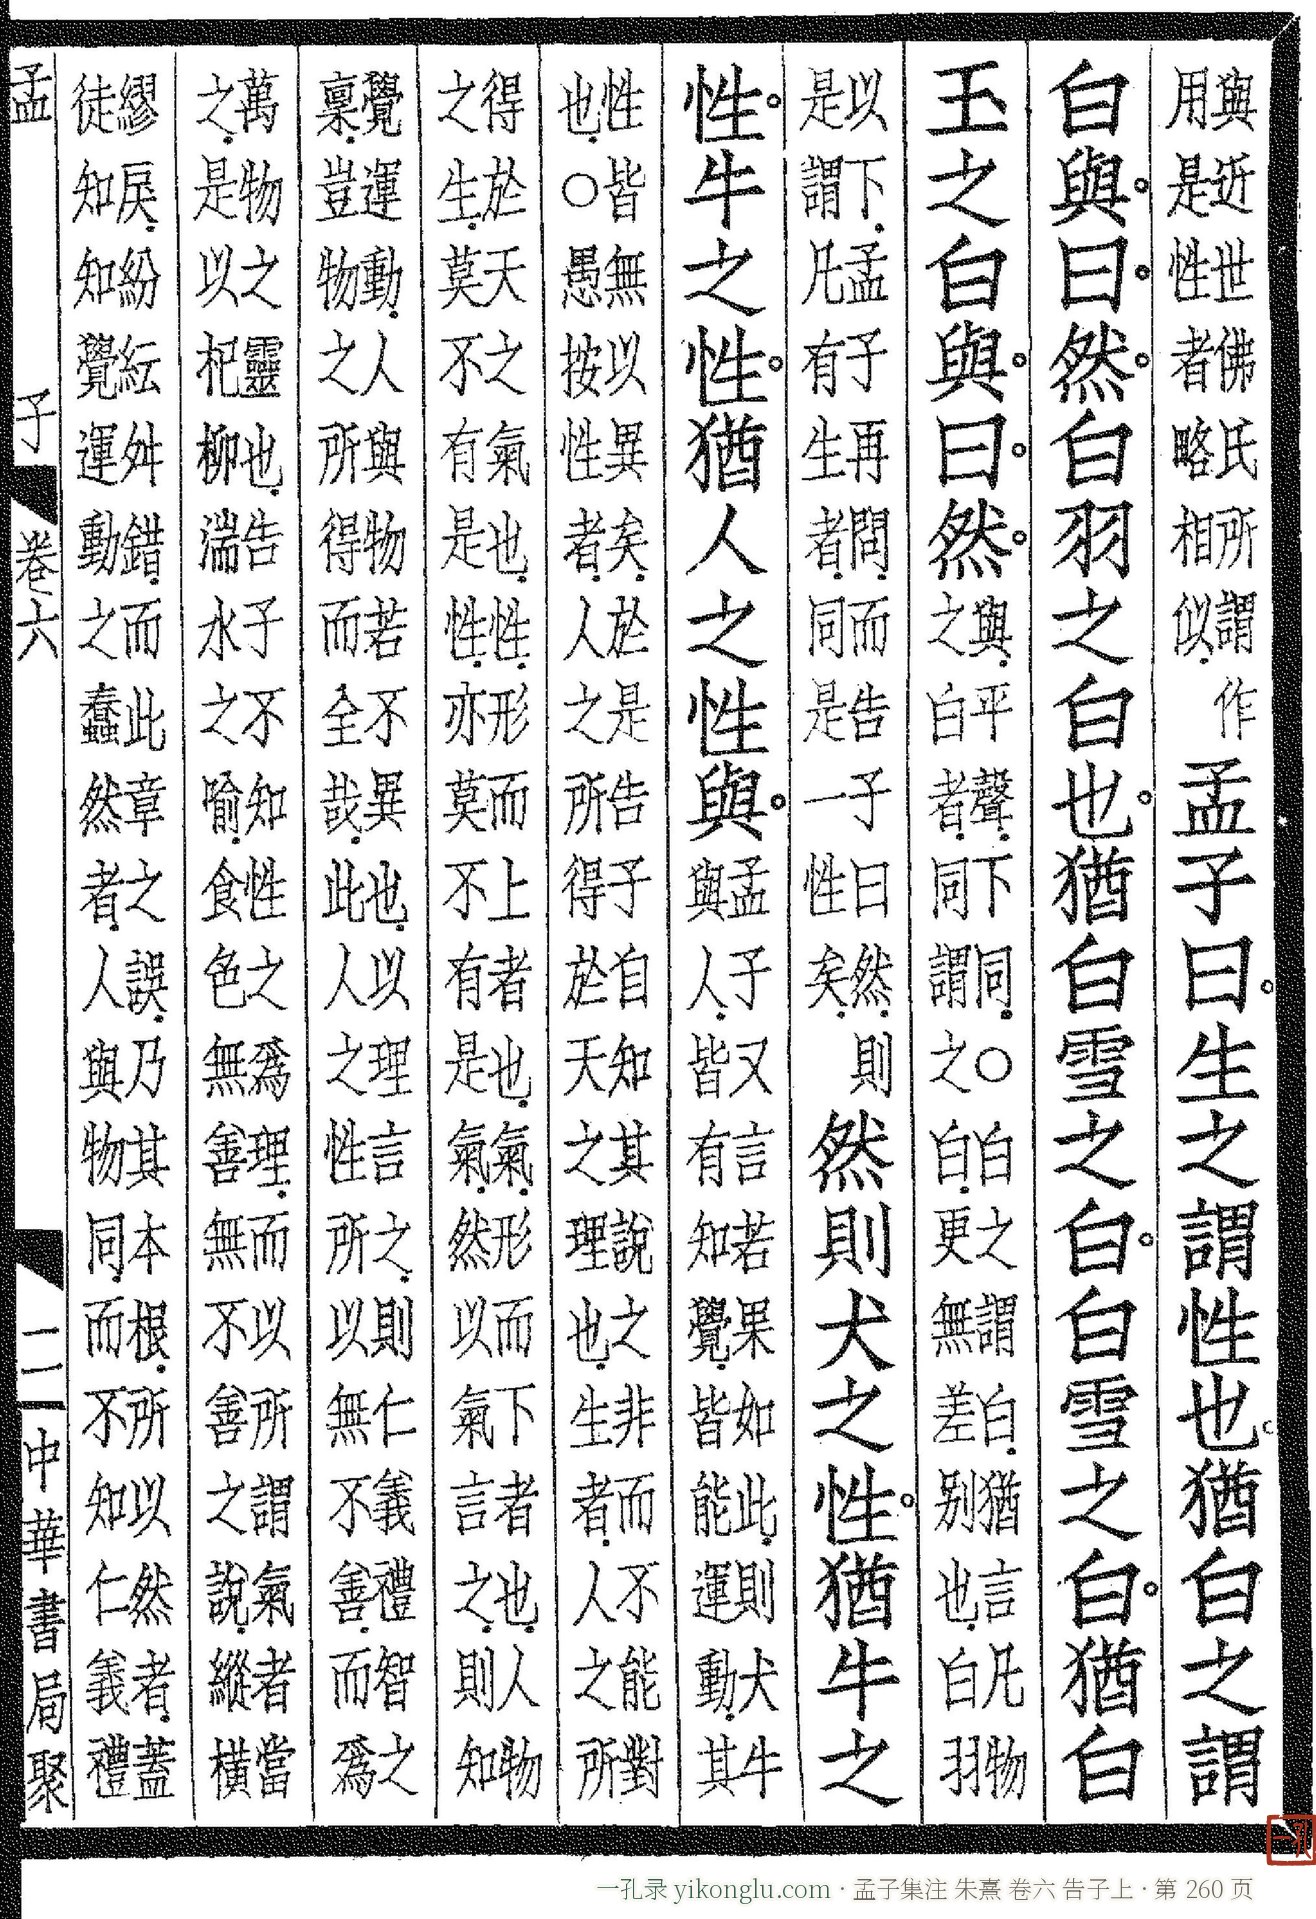 與近世佛氏所謂作
用是性者略相似
孟子曰生之謂性也猶白之謂
白與曰然白羽之白也猶白雪之白白雪之白猶白
玉之白與曰然
與平聲下同○白之謂白猶言凡物
之白者同謂之白更無差別也白羽
以下孟子再問而告子曰然則
是謂凡有生者同是一性矣
然則犬之性猶牛之
性牛之性猶人之性與
孟子又言若果如此則犬牛
與人皆有知覺皆能運動其
性皆無以異矣於是告子自知其說之非而不能對
也○愚按性者人之所得於天之理也生者人之所
得於天之氣也性形而上者也氣形而下者也人物
之生莫不有是性亦莫不有是氣然以氣言之則知
覺運動人與物若不異也以理言之則仁義禮智之
稟豈物之所得而全哉此人之性所以無不善而爲
萬物之靈也告子不知性之爲理而以所謂氣者當
之是以杞柳湍水之喻食色無善無不善之說縱橫
繆戾紛紜舛錯而此章之誤乃其本根所以然者蓋
徒知知覺運動之蠢然者人與物同而不知仁義禮
孟子 卷六 二 中華書局聚
一孔
一孔录 yikonglu.com · 孟子集注 朱熹 卷六 告子上 · 第 260 页